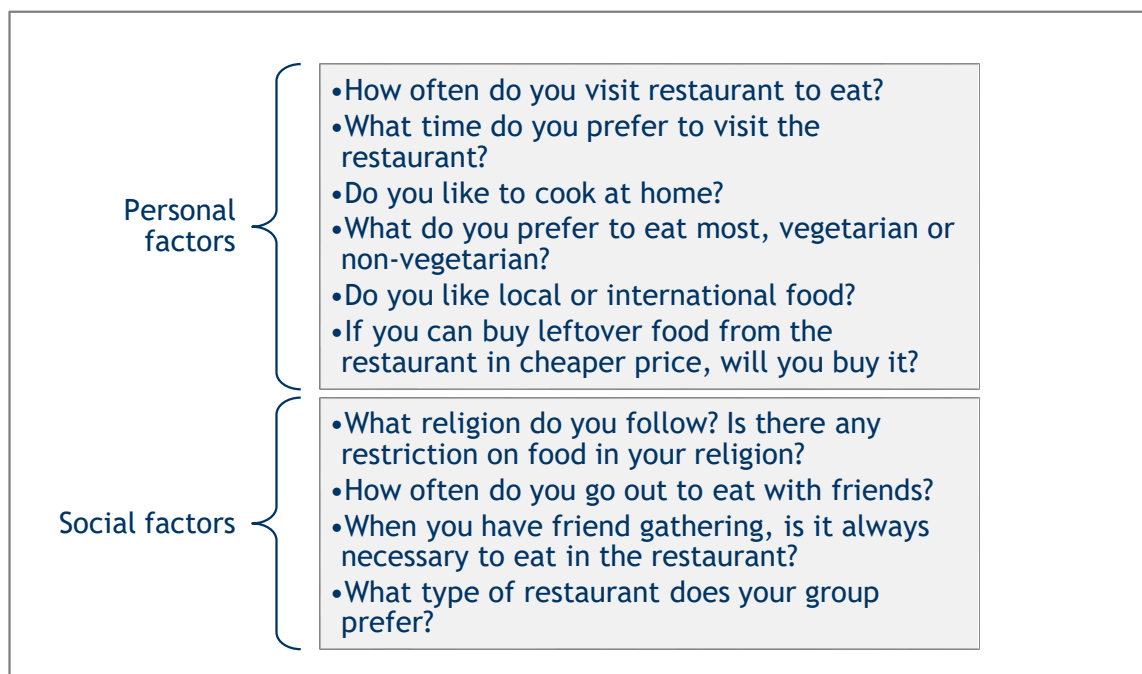 Personal
factors
•How often do you visit restaurant to eat?
•What time do you prefer to visit the
restaurant?
•Do you like to cook at home?
•What do you prefer to eat most, vegetarian or
non-vegetarian?
•Do you like local or international food?
•If you can buy leftover food from the
restaurant in cheaper price, will you buy it?
Social factors
•What religion do you follow? Is there any
restriction on food in your religion?
•How often do you go out to eat with friends?
•When you have friend gathering, is it always
necessary to eat in the restaurant?
•What type of restaurant does your group
prefer?